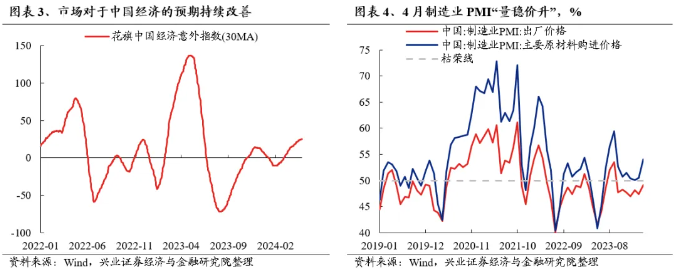 图表 3、市场对于中国经济的预期持续改善
花旗中国经济意外指数(30MA)
150
100
50
0
-50
-100
2022-01 2022-06 2022-11 2023-04 2023-09 2024-02
资料来源：Wind，兴业证券经济与金融研究院整理
图表 4、4 月制造业 PMI“量稳价升”，%
中国:制造业PMI:出厂价格
中国:制造业PMI:主要原材料购进价格
枯荣线
75
70
65
60
55
50
45
40
2019-01 2019-12 2020-11 2021-10 2022-09 2023-08
资料来源：Wind，兴业证券经济与金融研究院整理